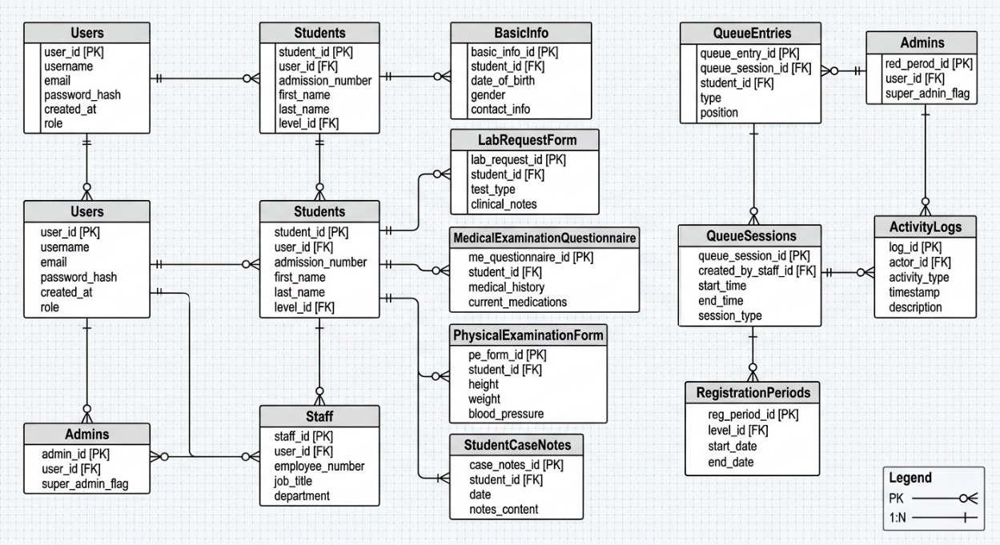 Users
user_id [PK]
username
email
password_hash
created_at
role
Students
student_id [PK]
user_id [FK]
admission_number
first_name
last_name
level_id [FK]
BasicInfo
basic_info_id [PK]
student_id [FK]
date_of_birth
gender
contact_info
QueueEntries
queue_entry_id [PK]
queue_session_id [FK]
student_id [FK]
type
position
Admins
red_perod_id [PK]
user_id [FK]
super_adnin_flag
LabRequestForm
lab_request_id [PK]
student_id [FK]
test_type
clinical_notes
Users
user_id [PK]
username
email
password_hash
created_at
role
Students
student_id [PK]
user_id [FK]
admission_number
first_name
last_name
level_id [FK]
MedicalExaminationQuestionnaire
me_questionnaire_id [PK]
student_id [FK]
medical_history
current_medications
QueueSessions
queue_session_id [PK]
created_by_staff_id [FK]
start_time
end_time
session_type
ActivityLogs
log_id [PK]
actor_id [FK]
activity_type
timestamp
description
PhysicalExaminationForm
pe_form_id [PK]
student_id [FK]
height
weight
blood_pressure
Admins
admin_id [PK]
user_id [FK]
super_admin_flag
Staff
staff_id [PK]
user_id [FK]
employee_number
job_title
department
StudentCaseNotes
case_notes_id [PK]
student_id [FK]
date
notes_content
RegistrationPeriods
reg_period_id [PK]
level_id [FK]
start_date
end_date
Legend
PK
1:N